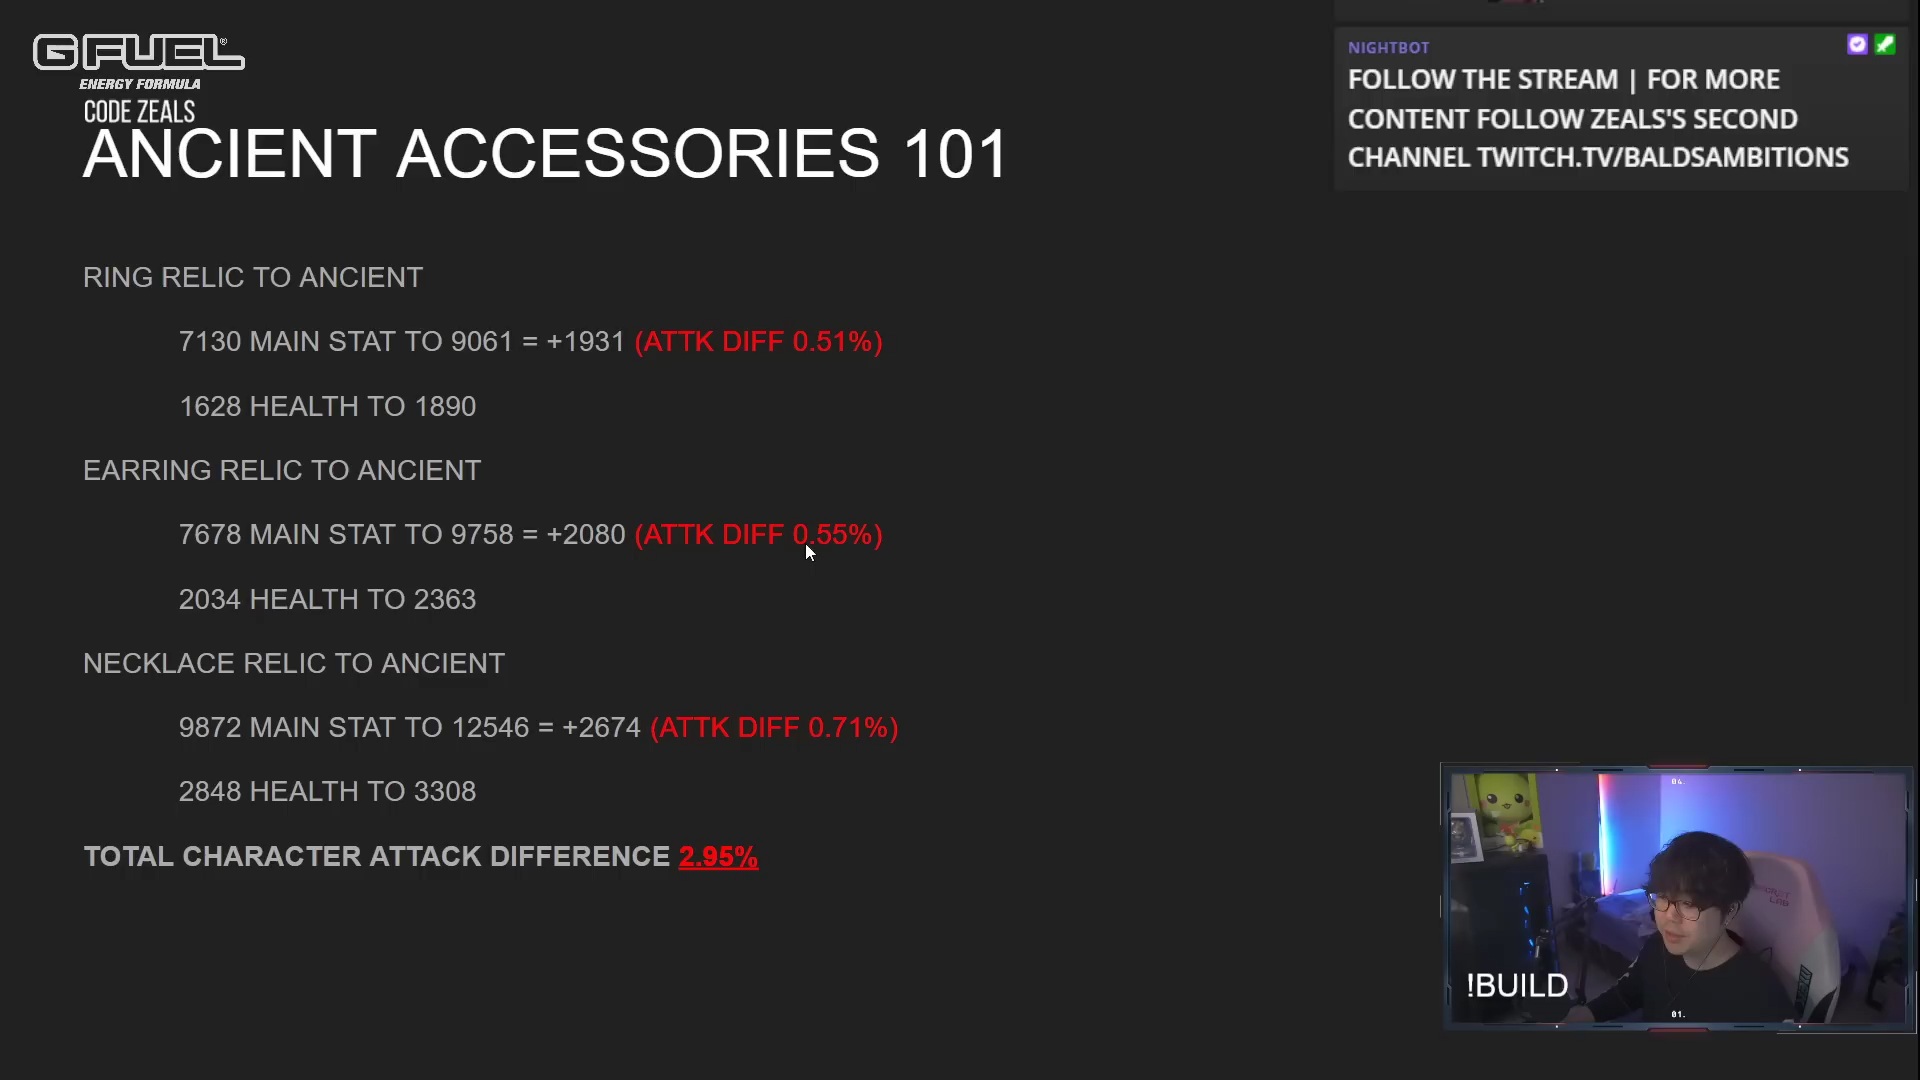 GFUEL®
ENERGY FORMULA
CODE ZEALS
ANCIENT ACCESSORIES 101
RING RELIC TO ANCIENT
7130 MAIN STAT TO 9061 = +1931 (ATTK DIFF 0.51%)
1628 HEALTH TO 1890
EARRING RELIC TO ANCIENT
7678 MAIN STAT TO 9758 = +2080 (ATTK DIFF 0.55%)
2034 HEALTH TO 2363
NECKLACE RELIC TO ANCIENT
9872 MAIN STAT TO 12546 = +2674 (ATTK DIFF 0.71%)
2848 HEALTH TO 3308
TOTAL CHARACTER ATTACK DIFFERENCE 2.95%
NIGHTBOT
FOLLOW THE STREAM | FOR MORE
CONTENT FOLLOW ZEALS'S SECOND
CHANNEL TWITCH.TV/BALDSAMBITIONS
04.
!BUILD
01.